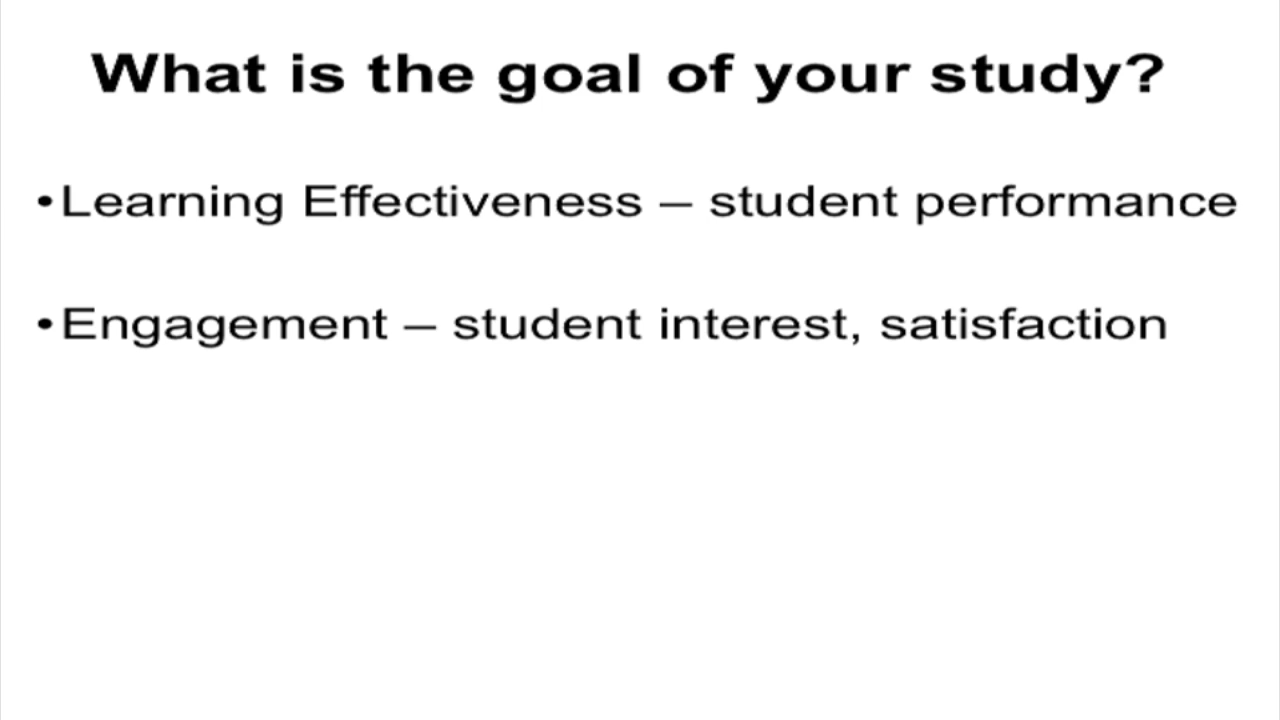 What is the goal of your study?
•Learning Effectiveness – student performance
•Engagement – student interest, satisfaction